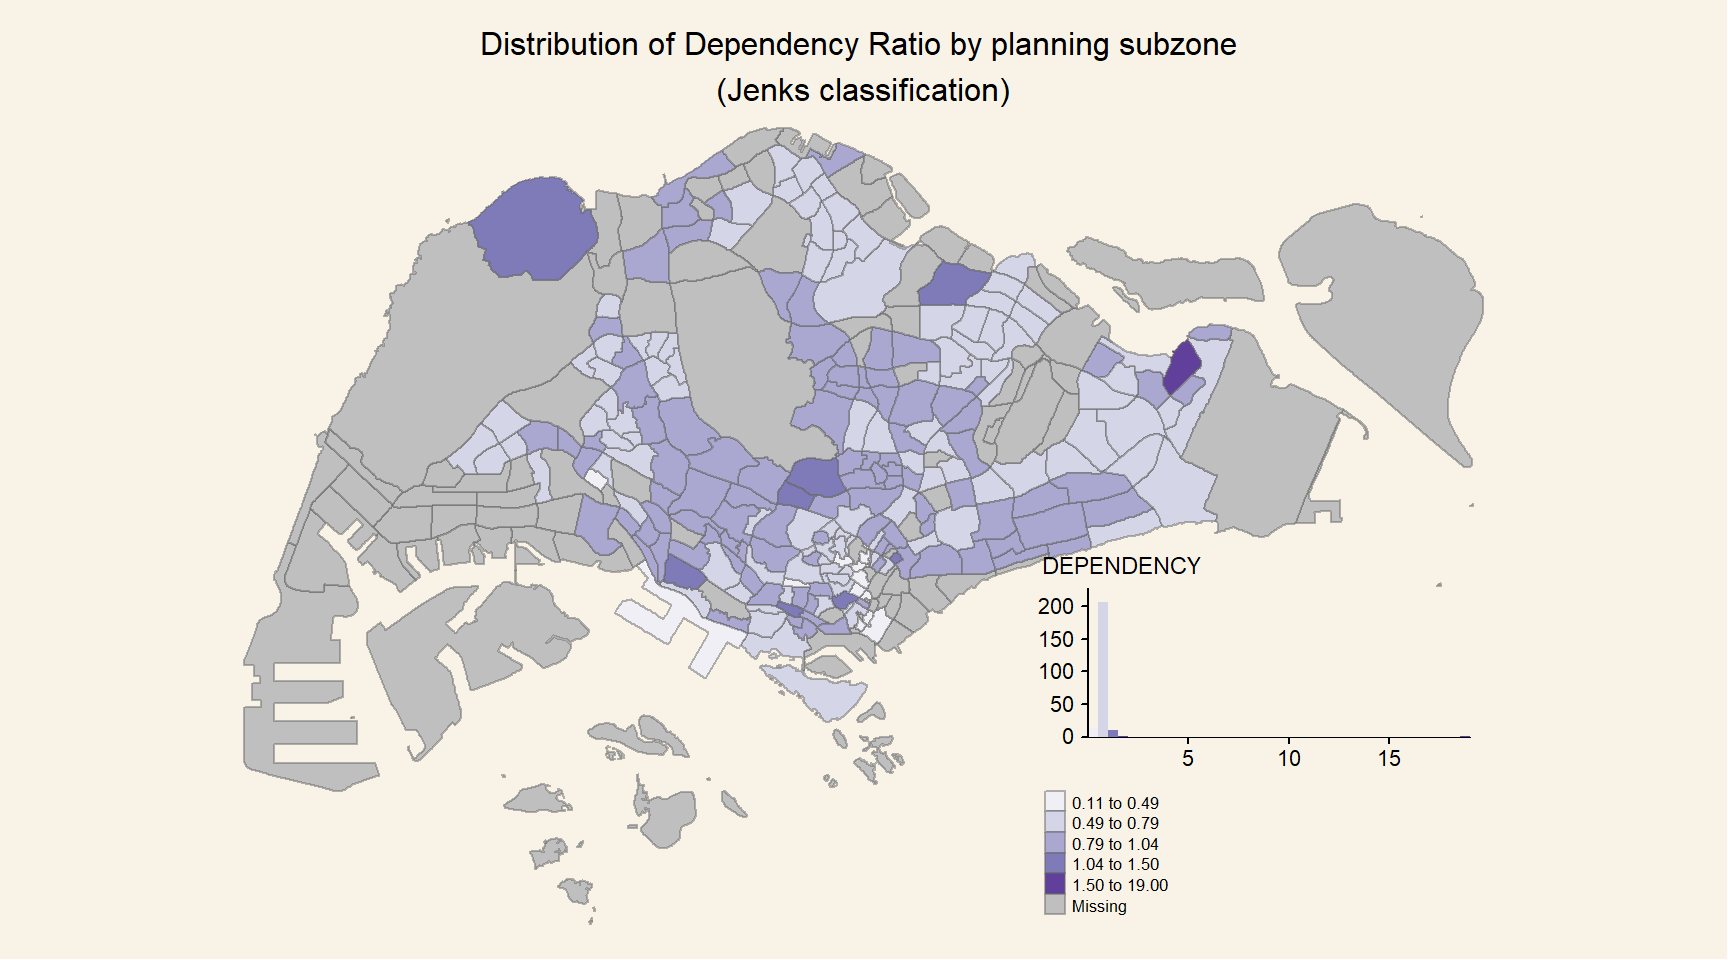 Distribution of Dependency Ratio by planning subzone
(Jenks classification)
DEPENDENCY
200
150
100
50
0
5 10 15
0.11 to 0.49
0.49 to 0.79
0.79 to 1.04
1.04 to 1.50
1.50 to 19.00
Missing